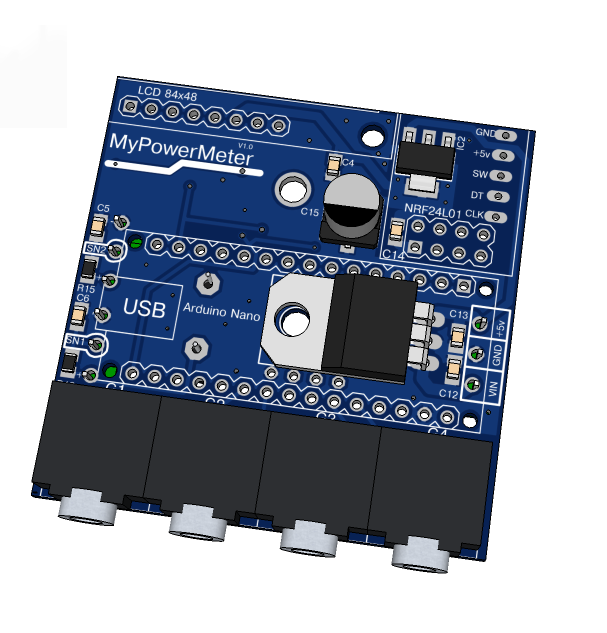 LCD 84x48
MyPowerMeter
V1.0
GND
+5v
SW
DT
CLK
IC2
C4
C15
NRF24L01
C14
C5
SN2
R15
C6
USB
Arduino Nano
SN1
C13
+5v
GND
VIN
C12